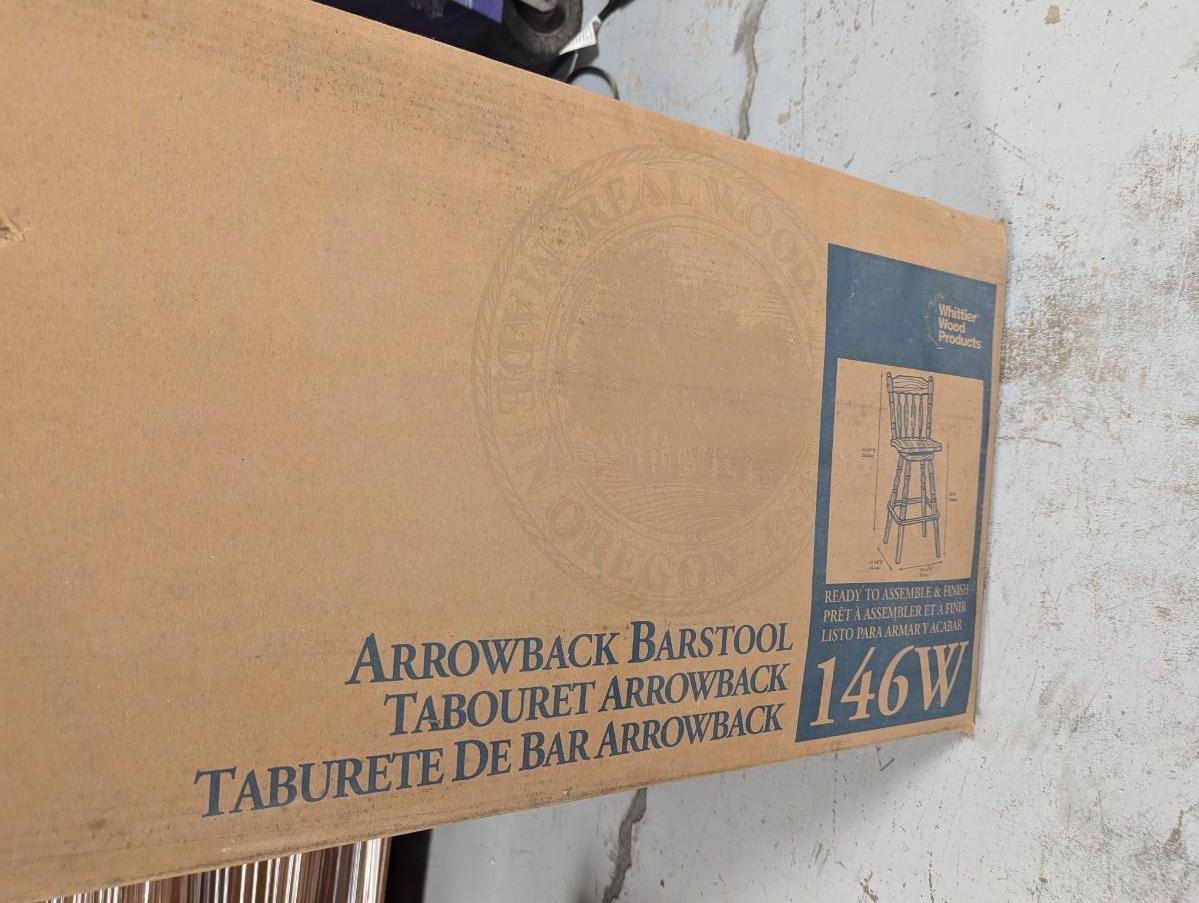 REAL WOOD
MADE IN
OREGON · USA
Whittier
Wood
Products
READY TO ASSEMBLE & FINISH
PRÊT À ASSEMBLER ET À FINIR
LISTO PARA ARMAR Y ACABAR
146W
ARROWBACK BARSTOOL
TABOURET ARROWBACK
TABURETE DE BAR ARROWBACK